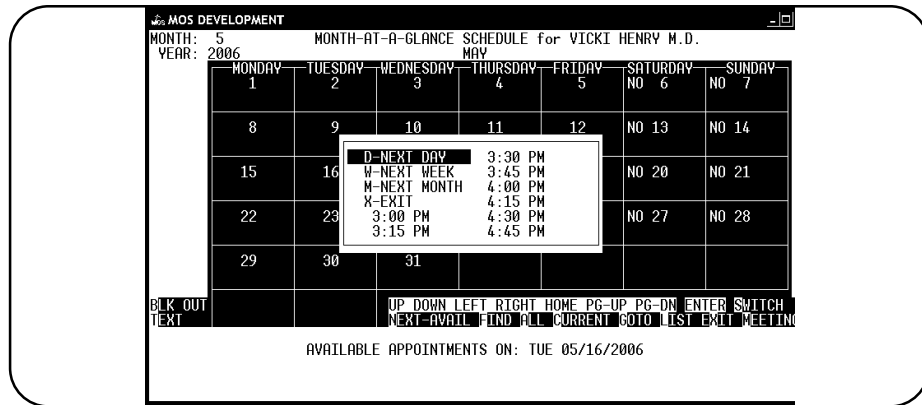 MOS MOS DEVELOPMENT
MONTH: 5 MONTH-AT-A-GLANCE SCHEDULE for VICKI HENRY M.D.
YEAR: 2006 MAY
MONDAY TUESDAY WEDNESDAY THURSDAY FRIDAY SATURDAY SUNDAY
1 2 3 4 5 NO 6 NO 7
8 9 10 11 12 NO 13 NO 14
D-NEXT DAY 3:30 PM
15 16 W-NEXT WEEK 3:45 PM NO 20 NO 21
M-NEXT MONTH 4:00 PM
X-EXIT 4:15 PM
22 23 3:00 PM 4:30 PM NO 27 NO 28
3:15 PM 4:45 PM
29 30 31
BLK OUT UP DOWN LEFT RIGHT HOME PG-UP PG-DN ENTER SWITCH
TEXT NEXT-AVAIL FIND ALL CURRENT GOTO LIST EXIT MEETIN
AVAILABLE APPOINTMENTS ON: TUE 05/16/2006